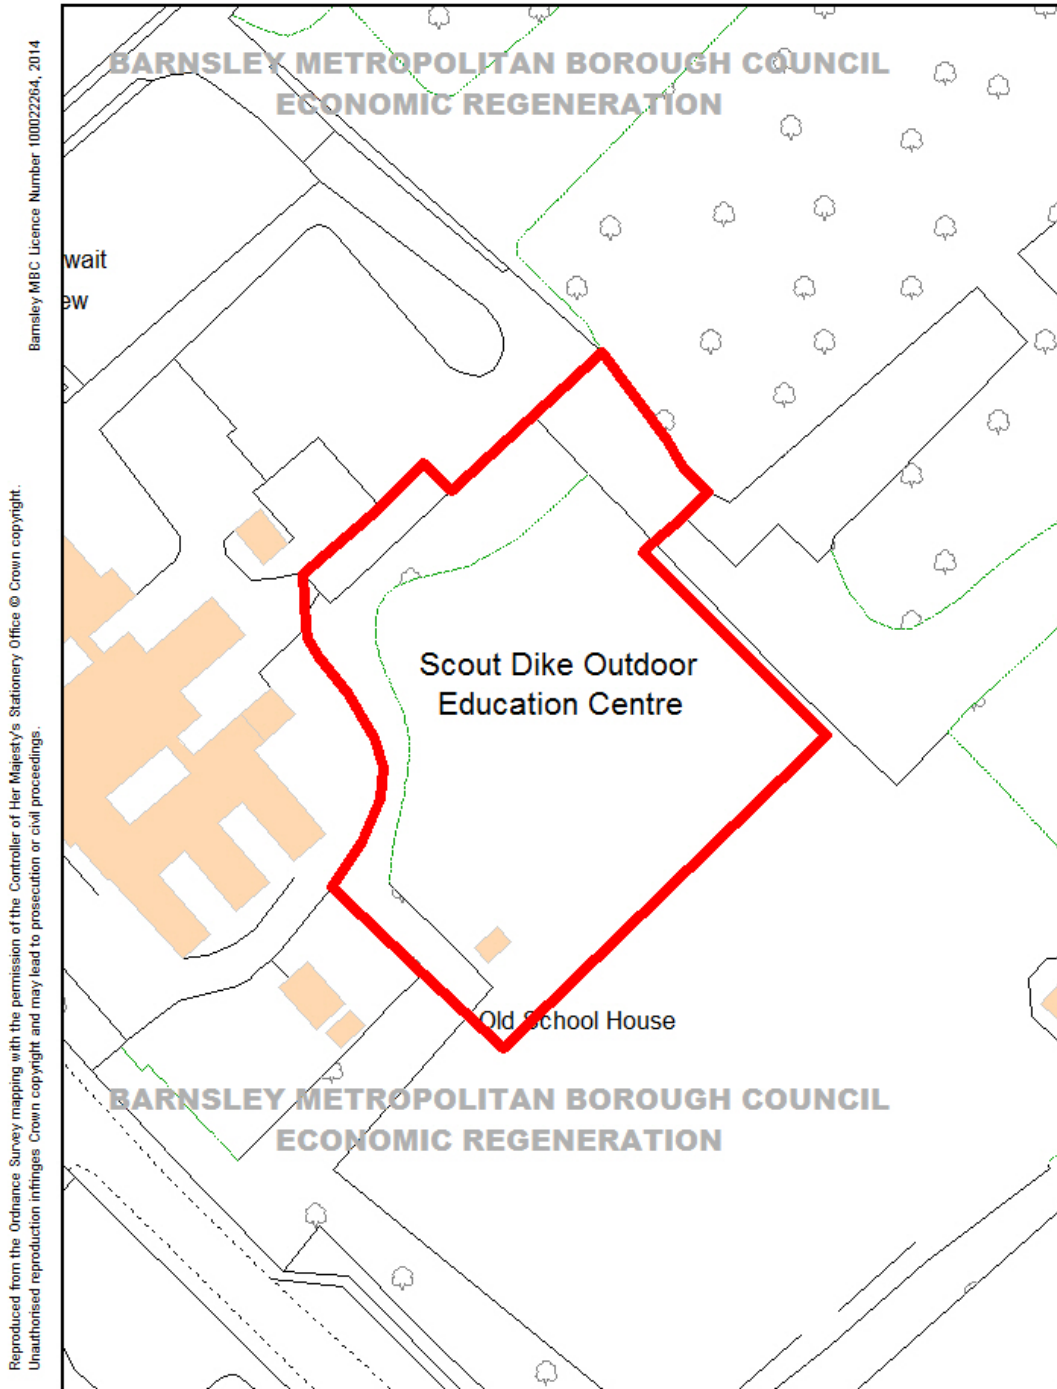 BARNSLEY METROPOLITAN BOROUGH COUNCIL
ECONOMIC REGENERATION
wait
ew
Scout Dike Outdoor
Education Centre
Old School House
BARNSLEY METROPOLITAN BOROUGH COUNCIL
ECONOMIC REGENERATION
Reproduced from the Ordnance Survey mapping with the permission of the Controller of Her Majesty's Stationery Office © Crown copyright.
Unauthorised reproduction infringes Crown copyright and may lead to prosecution or civil proceedings.
Barnsley MBC Licence Number 100022264, 2014